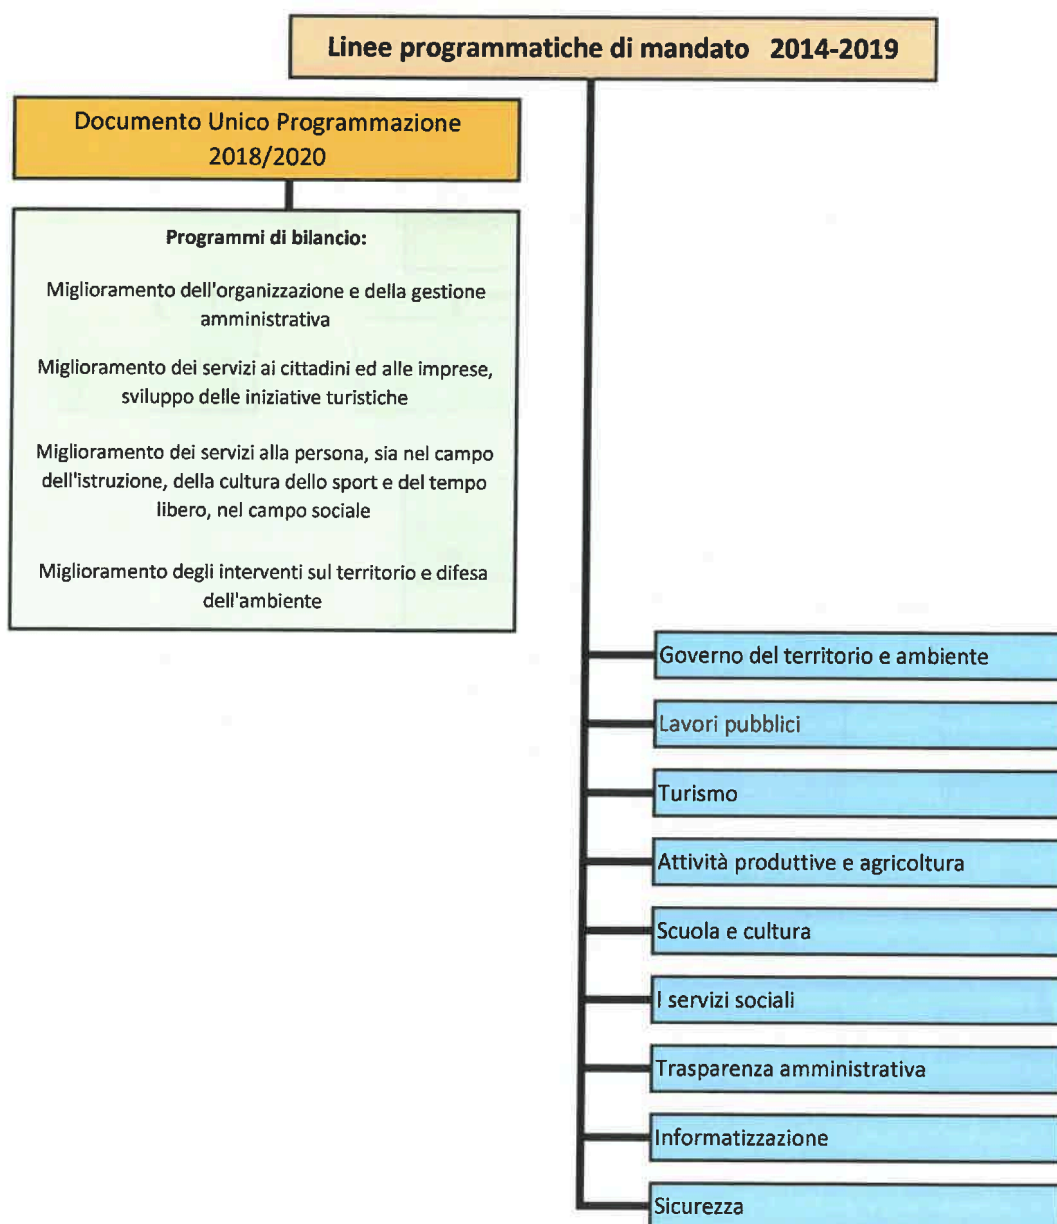 Linee programmatiche di mandato 2014-2019
Documento Unico Programmazione
2018/2020
Programmi di bilancio:
Miglioramento dell'organizzazione e della gestione
amministrativa
Miglioramento dei servizi ai cittadini ed alle imprese,
sviluppo delle iniziative turistiche
Miglioramento dei servizi alla persona, sia nel campo
dell'istruzione, della cultura dello sport e del tempo
libero, nel campo sociale
Miglioramento degli interventi sul territorio e difesa
dell'ambiente
Governo del territorio e ambiente
Lavori pubblici
Turismo
Attività produttive e agricoltura
Scuola e cultura
I servizi sociali
Trasparenza amministrativa
Informatizzazione
Sicurezza